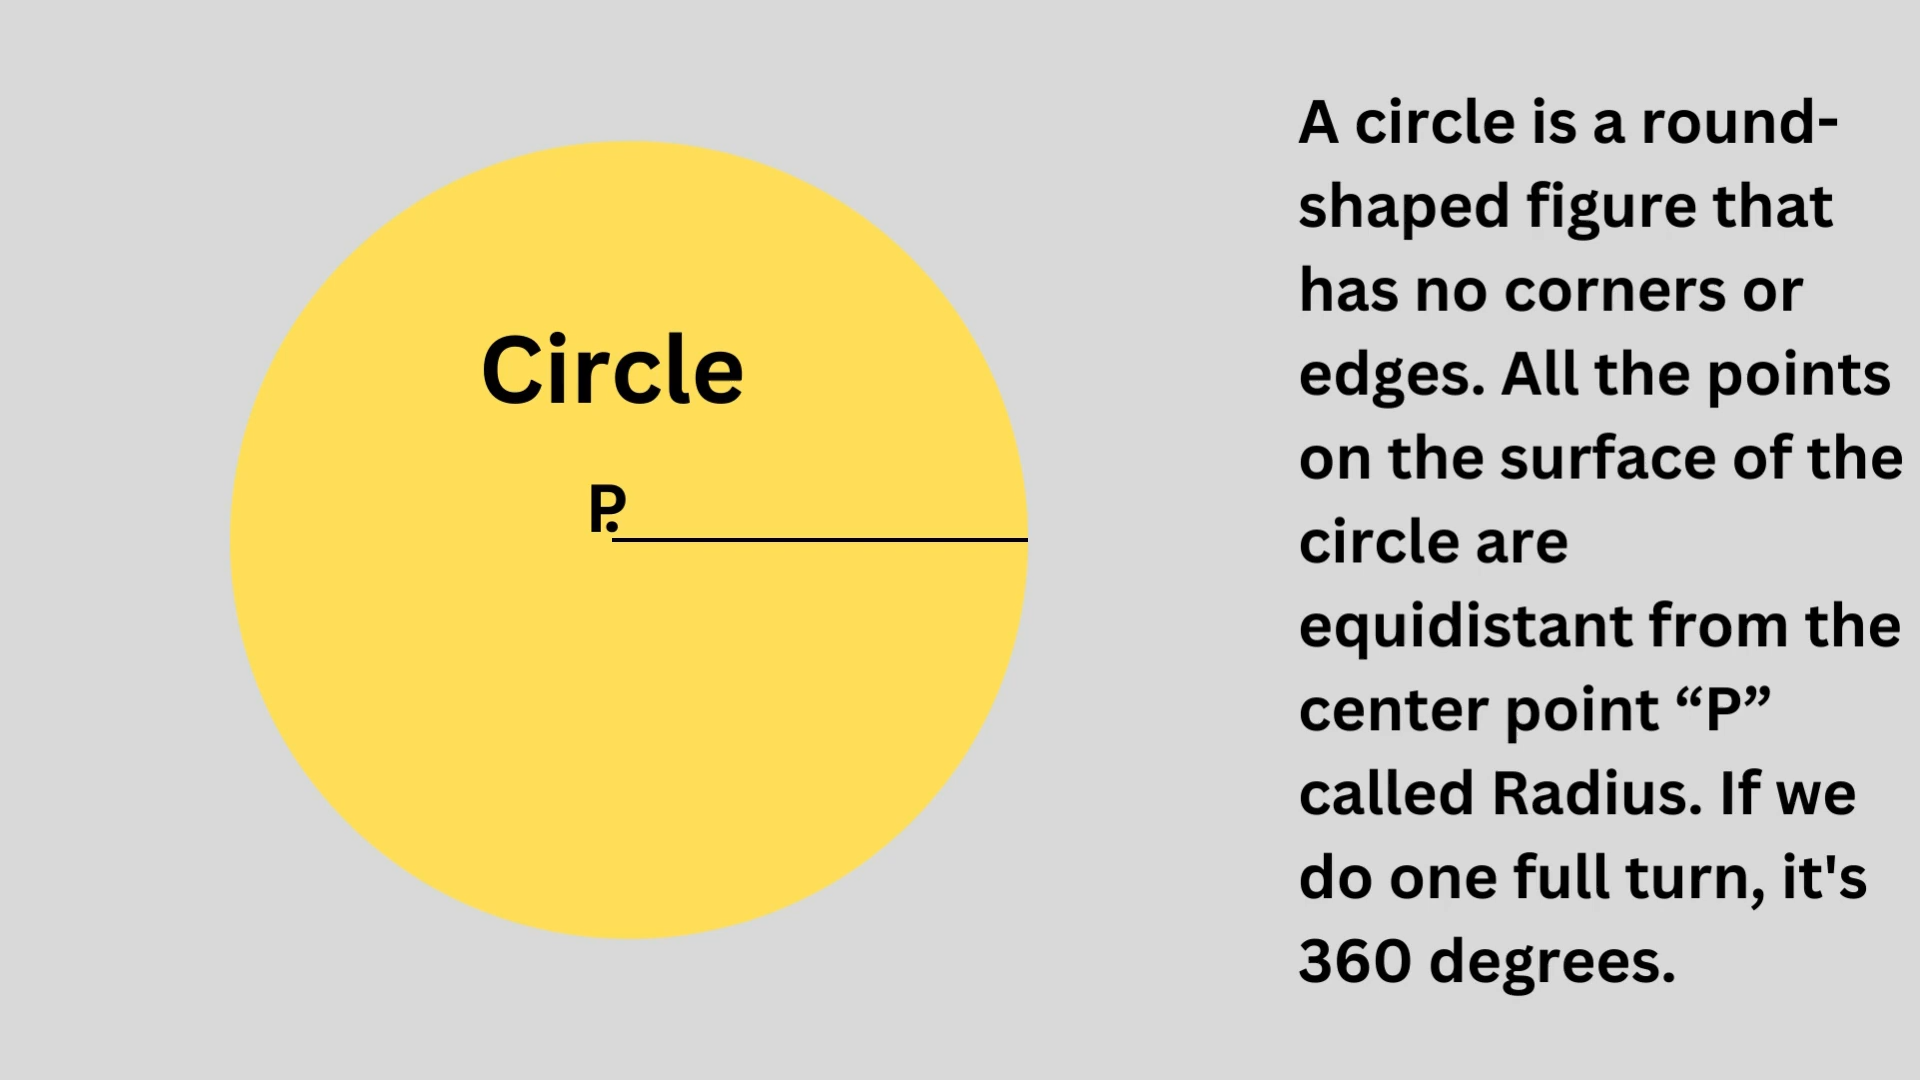 Circle
P.
A circle is a round-
shaped figure that
has no corners or
edges. All the points
on the surface of the
circle are
equidistant from the
center point “P”
called Radius. If we
do one full turn, it's
360 degrees.